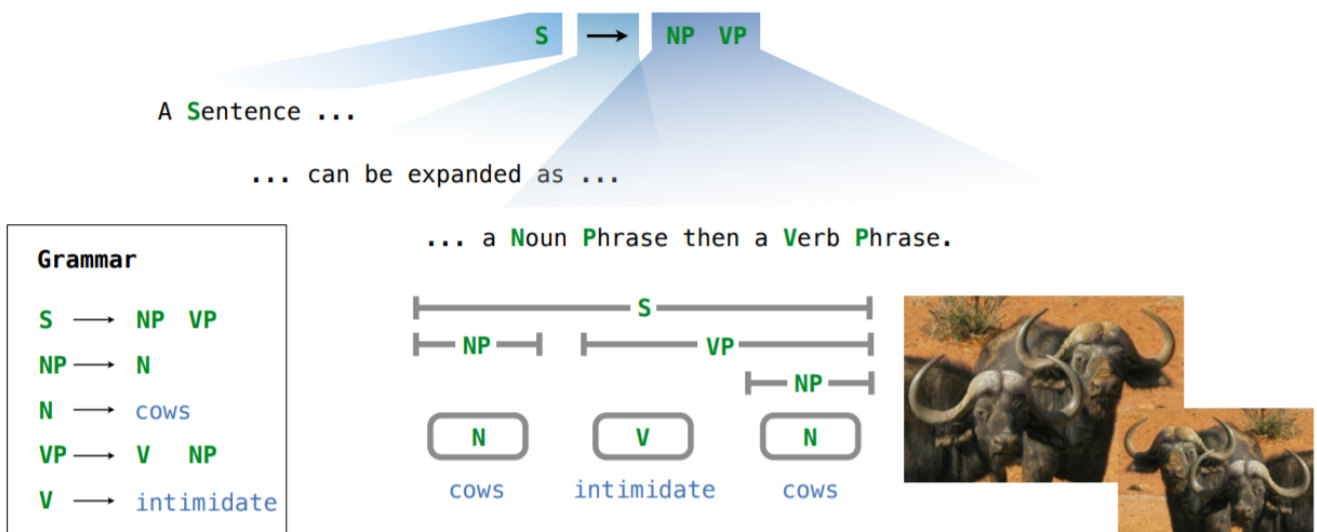 S → NP VP
A Sentence ...
... can be expanded as ...
... a Noun Phrase then a Verb Phrase.
Grammar
S → NP VP
NP → N
N → cows
VP → V NP
V → intimidate
S
NP VP
NP
N V N
cows intimidate cows